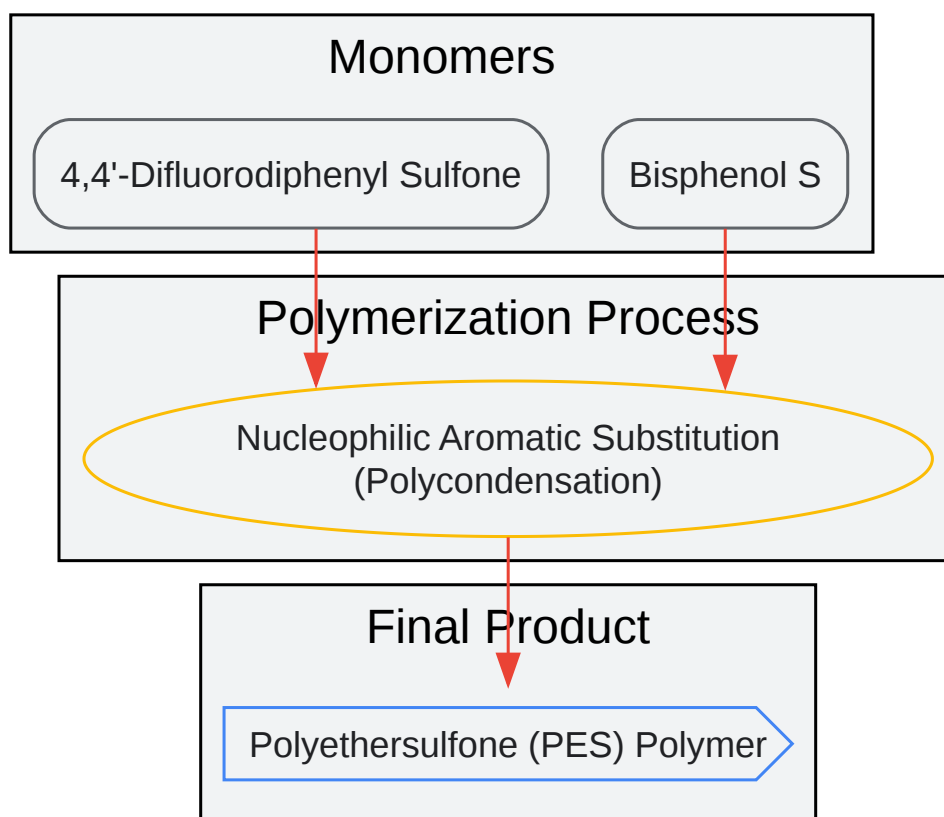 Monomers
4,4'-Difluorodiphenyl Sulfone
Bisphenol S
Polymerization Process
Nucleophilic Aromatic Substitution
(Polycondensation)
Final Product
Polyethersulfone (PES) Polymer